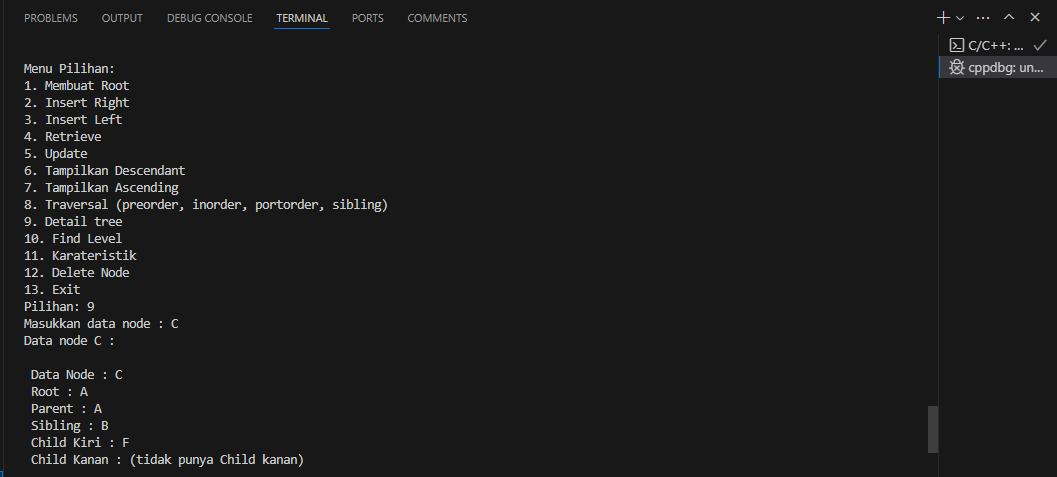 PROBLEMS OUTPUT DEBUG CONSOLE TERMINAL PORTS COMMENTS
C/C++: ...
cppdbg: un...
Menu Pilihan:
1. Membuat Root
2. Insert Right
3. Insert Left
4. Retrieve
5. Update
6. Tampilkan Descendant
7. Tampilkan Ascending
8. Traversal (preorder, inorder, portorder, sibling)
9. Detail tree
10. Find Level
11. Karateristik
12. Delete Node
13. Exit
Pilihan: 9
Masukkan data node : C
Data node C :
Data Node : C
Root : A
Parent : A
Sibling : B
Child Kiri : F
Child Kanan : (tidak punya Child kanan)